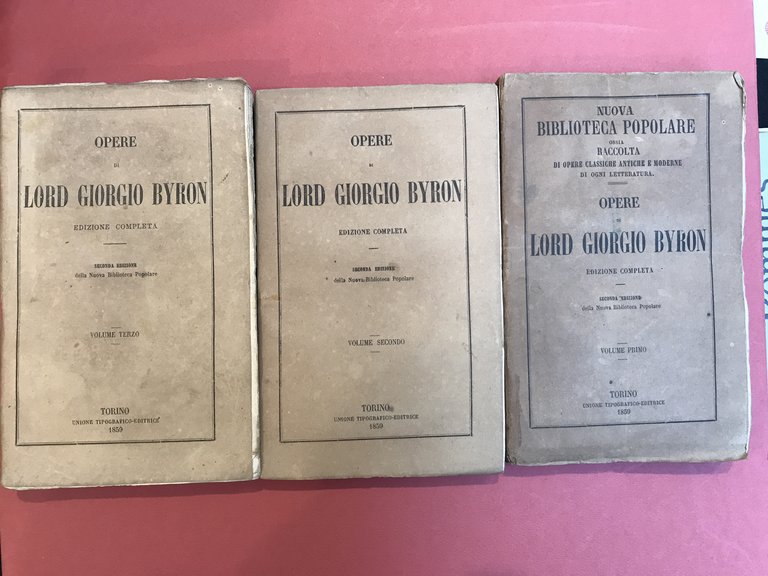 OPERE
DI
LORD GIORGIO BYRON
EDIZIONE COMPLETA
SECONDA EDIZIONE
della Nuova Biblioteca Popolare
VOLUME TERZO
TORINO
UNIONE TIPOGRAFICO-EDITRICE
1859
OPERE
DI
LORD GIORGIO BYRON
EDIZIONE COMPLETA
SECONDA EDIZIONE
della Nuova Biblioteca Popolare
VOLUME SECONDO
TORINO
UNIONE TIPOGRAFICO-EDITRICE
1859
NUOVA
BIBLIOTECA POPOLARE
OSSIA
RACCOLTA
DI OPERE CLASSICHE ANTICHE E MODERNE
DI OGNI LETTERATURA.
OPERE
DI
LORD GIORGIO BYRON
EDIZIONE COMPLETA
SECONDA EDIZIONE
della Nuova Biblioteca Popolare
VOLUME PRIMO
TORINO
UNIONE TIPOGRAFICO-EDITRICE
1859